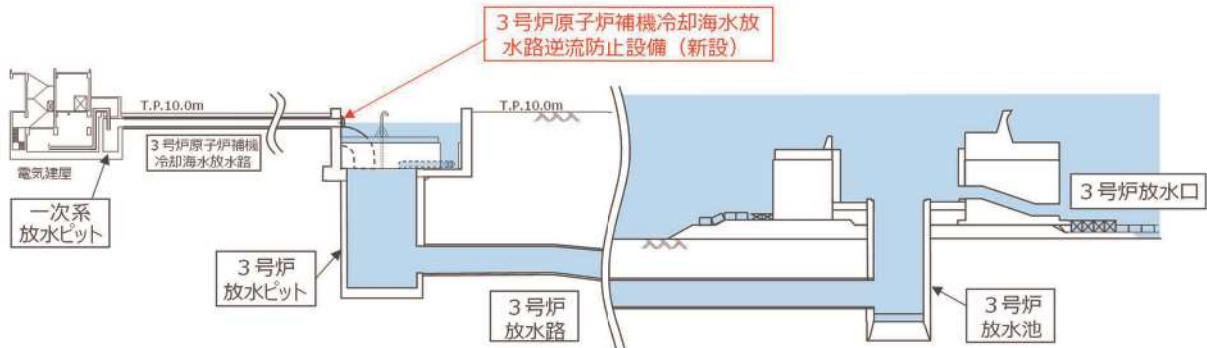 3号炉原子炉補機冷却海水放
水路逆流防止設備(新設)
T.P.10.0m
T.P.10.0m
3号炉原子炉補機
冷却海水放水路
電気建屋
一次系
放水ピット
3号炉
放水ピット
3号炉
放水路
3号炉放水口
3号炉
放水池